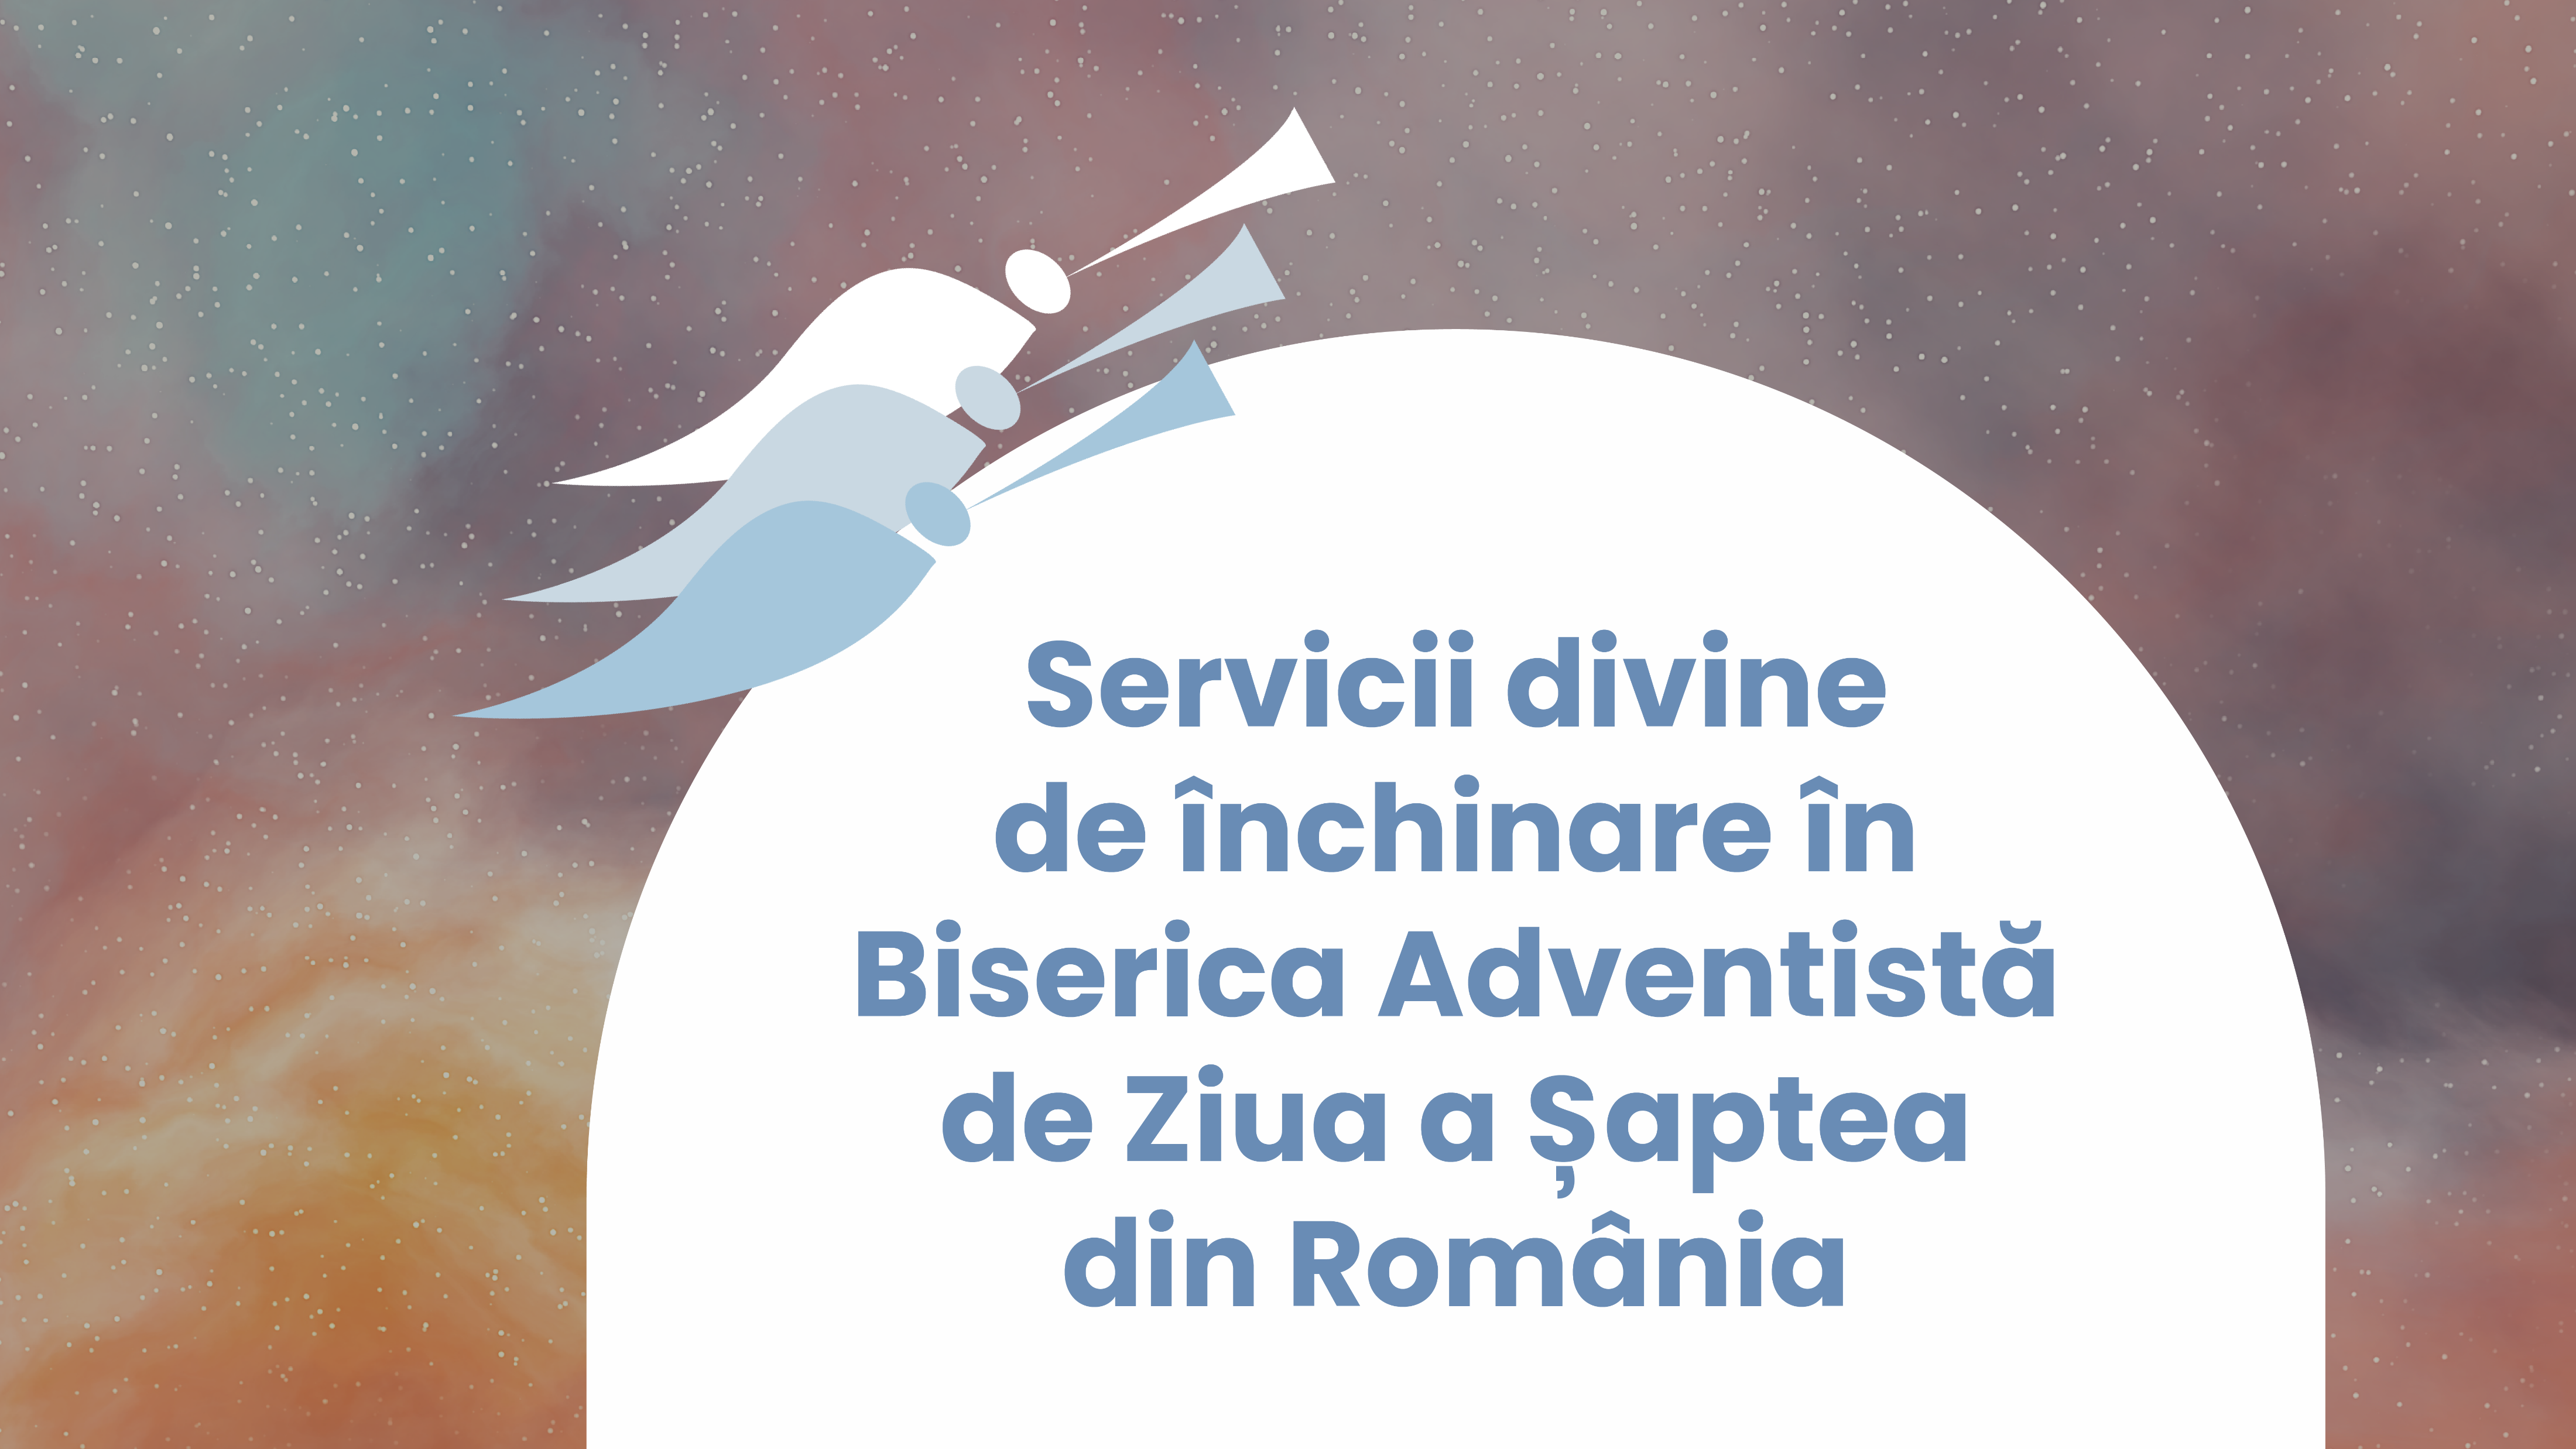 Servicii divine
de închinare în
Biserica Adventistă
de Ziua a Șaptea
din România